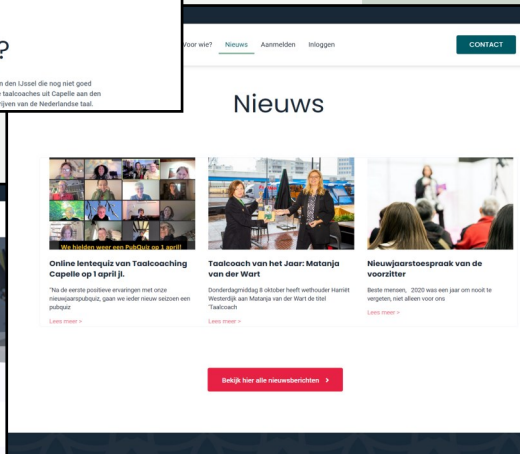 ?
n den IJssel die nog niet goed
e taalcoaches uit Capelle aan den
ijven van de Nederlandse taal.
Voor wie? Nieuws Aanmelden Inloggen
CONTACT
Nieuws
We hielden weer een PubQuiz op 1 april!
Online lentequiz van Taalcoaching
Capelle op 1 april jl.
"Na de eerste positieve ervaringen met onze
nieuwjaarspubquiz, gaan we ieder nieuw seizoen een
pubquiz
Lees meer >
Taalcoach van het Jaar: Matanja
van der Wart
Donderdagmiddag 8 oktober heeft wethouder Harriët
Westerdijk aan Matanja van der Wart de titel
'Taalcoach
Lees meer >
Nieuwjaarstoespraak van de
voorzitter
Beste mensen, 2020 was een jaar om nooit te
vergeten, niet alleen voor ons
Lees meer >
Bekijk hier alle nieuwsberichten >